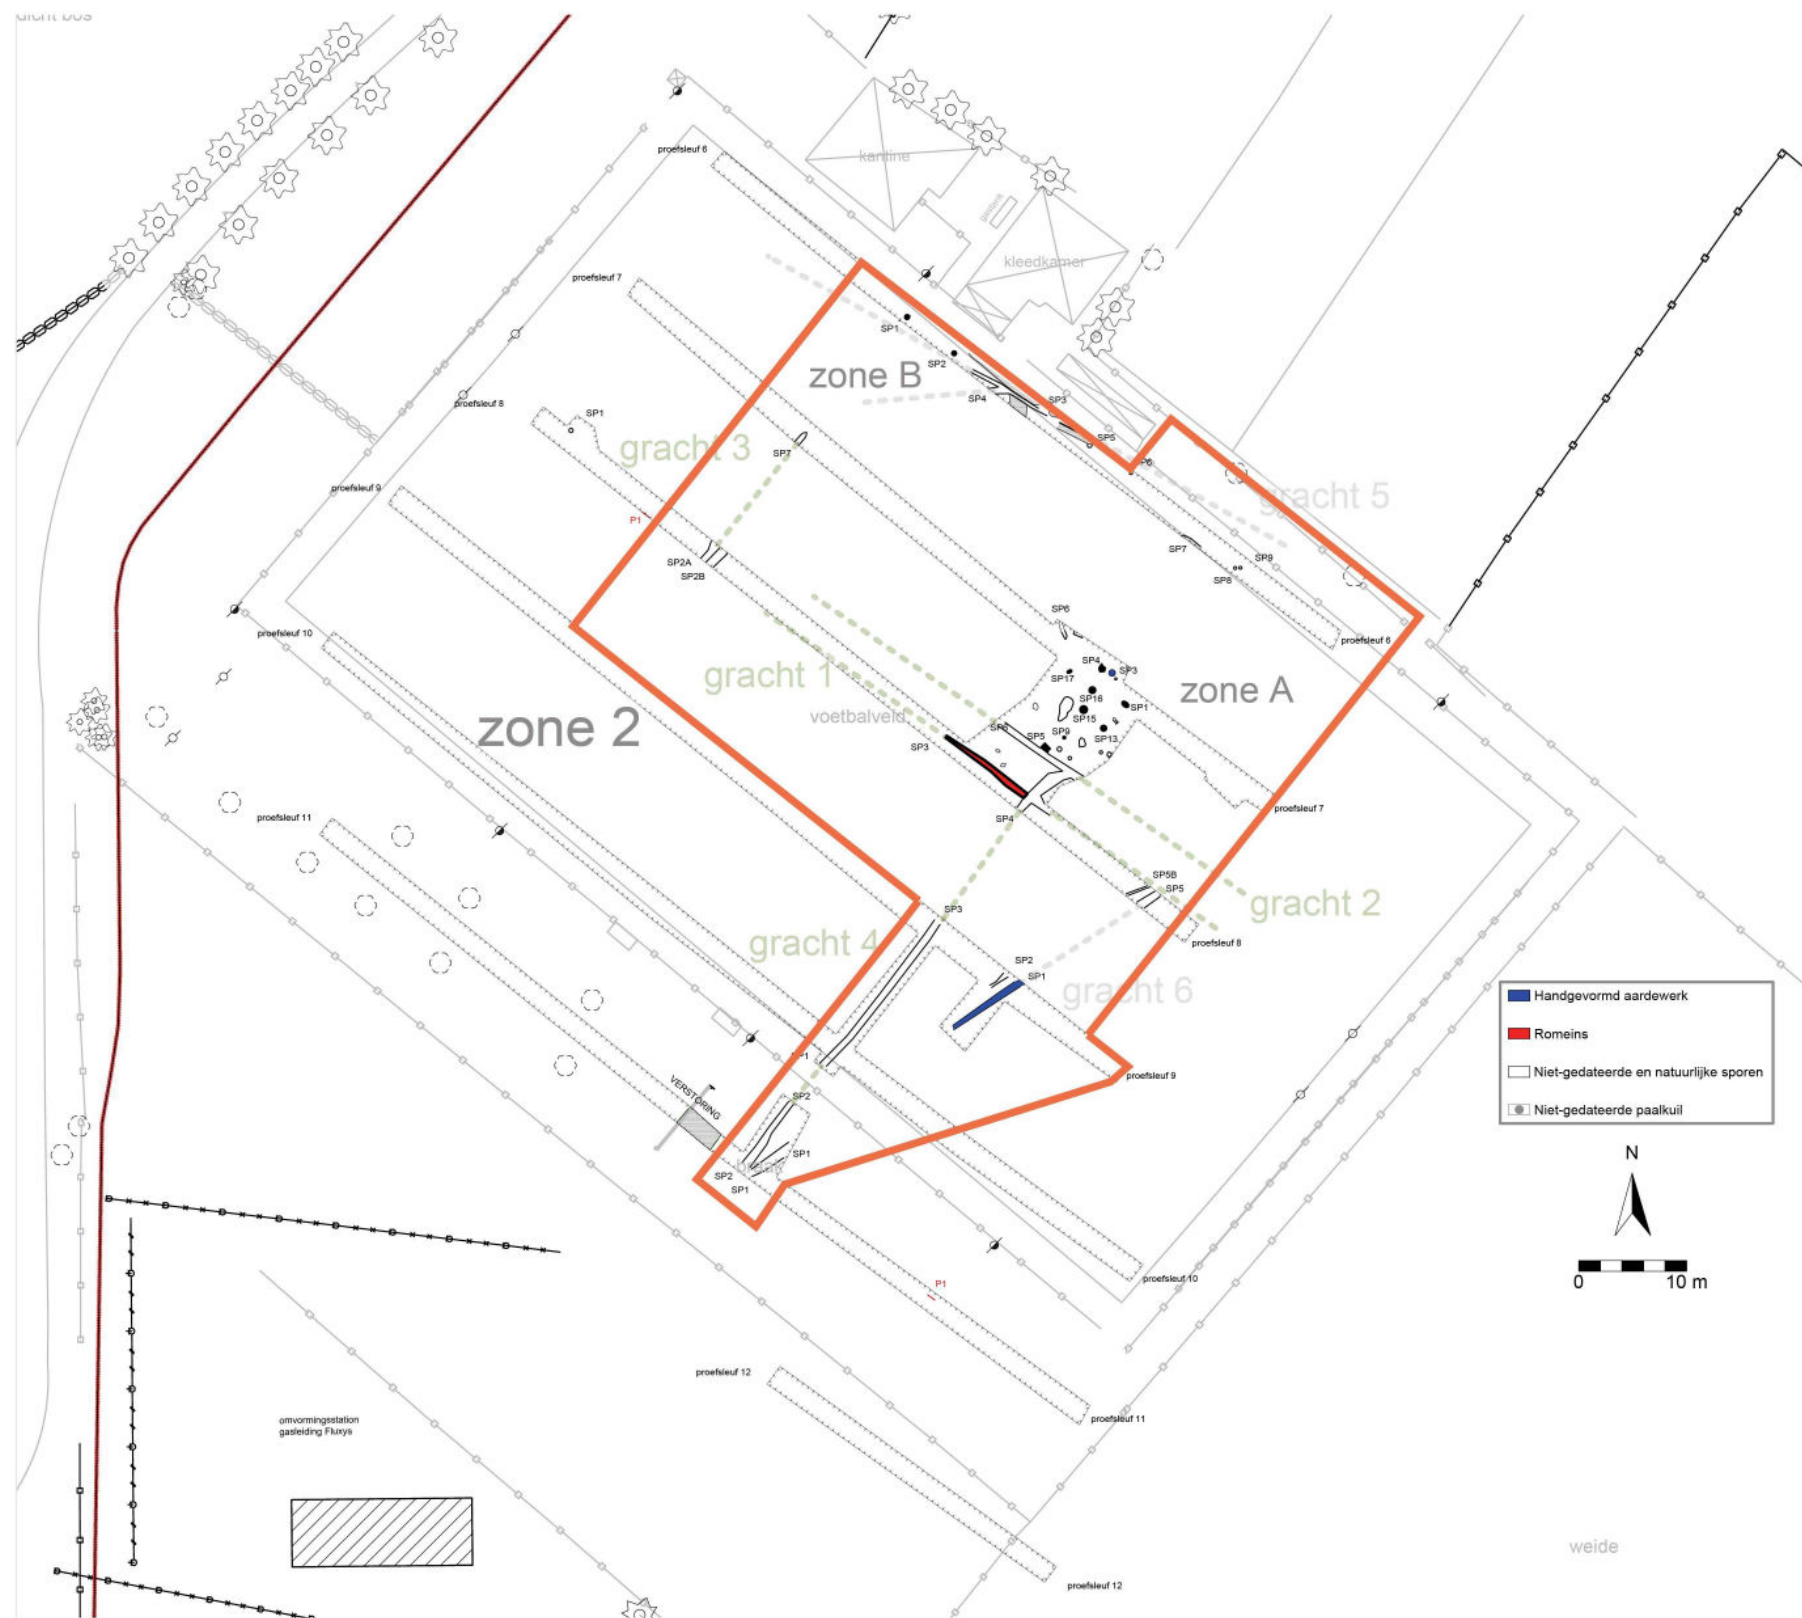 dicht bos
proefsleuf 6
kantine
gastank
kleedkamer
proefsleuf 7
SP1
SP2
zone B
SP4
SP3
proefsleuf 8
SP1
SP5
gracht 3
SP7
SP6
proefsleuf 9
gracht 5
P1
SP7
SP9
SP2A
SP8
SP2B
SP6
proefsleuf 10
proefsleuf 6
SP4
SP3
gracht 1
SP17
zone A
SP16
voetbalveld
SP15
SP1
zone 2
SP6
SP9
SP13
SP3
SP5
proefsleuf 7
proefsleuf 11
SP4
SP5B
SP5
gracht 2
SP3
gracht 4
proefsleuf 8
SP2
SP1
gracht 6
Handgevormd aardewerk
Romeins
SP1
Niet-gedateerde en natuurlijke sporen
proefsleuf 9
VERSTORING
SP2
Niet-gedateerde paalkuil
SP1
N
SP2
SP1
proefsleuf 10
P1
0 10 m
proefsleuf 12
omvormingsstation
gasleiding Fluxys
proefsleuf 11
weide
proefsleuf 12